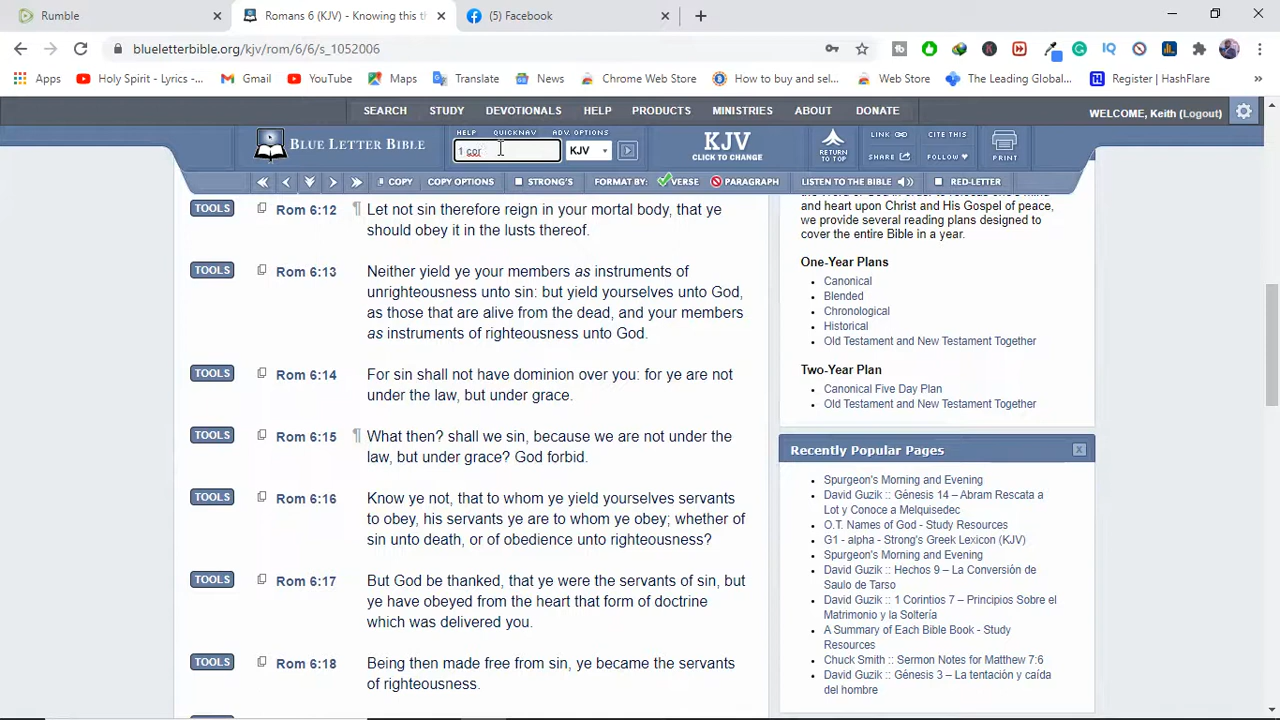 Rumble
Romans 6 (KJV) - Knowing this th
(5) Facebook
blueletterbible.org/kjv/rom/6/6/s_1052006
Apps
Holy Spirit - Lyrics -...
Gmail
YouTube
Maps
Translate
News
Chrome Web Store
How to buy and sel...
Web Store
The Leading Global...
Register | HashFlare
SEARCH STUDY DEVOTIONALS HELP PRODUCTS MINISTRIES ABOUT DONATE
WELCOME, Keith (Logout)
BLUE LETTER BIBLE
HELP QUICKNAV ADV. OPTIONS
1 cor
KJV
KJV
CLICK TO CHANGE
RETURN
TO TOP
LINK
SHARE
CITE THIS
FOLLOW
PRINT
COPY COPY OPTIONS STRONG'S FORMAT BY: VERSE PARAGRAPH LISTEN TO THE BIBLE RED-LETTER
TOOLS Rom 6:12 ¶ Let not sin therefore reign in your mortal body, that ye
should obey it in the lusts thereof.
TOOLS Rom 6:13 Neither yield ye your members as instruments of
unrighteousness unto sin: but yield yourselves unto God,
as those that are alive from the dead, and your members
as instruments of righteousness unto God.
TOOLS Rom 6:14 For sin shall not have dominion over you: for ye are not
under the law, but under grace.
TOOLS Rom 6:15 ¶ What then? shall we sin, because we are not under the
law, but under grace? God forbid.
TOOLS Rom 6:16 Know ye not, that to whom ye yield yourselves servants
to obey, his servants ye are to whom ye obey; whether of
sin unto death, or of obedience unto righteousness?
TOOLS Rom 6:17 But God be thanked, that ye were the servants of sin, but
ye have obeyed from the heart that form of doctrine
which was delivered you.
TOOLS Rom 6:18 Being then made free from sin, ye became the servants
of righteousness.
and heart upon Christ and His Gospel of peace,
we provide several reading plans designed to
cover the entire Bible in a year.
One-Year Plans
Canonical
Blended
Chronological
Historical
Old Testament and New Testament Together
Two-Year Plan
Canonical Five Day Plan
Old Testament and New Testament Together
Recently Popular Pages
Spurgeon's Morning and Evening
David Guzik :: Génesis 14 – Abram Rescata a
Lot y Conoce a Melquisedec
O.T. Names of God - Study Resources
G1 - alpha - Strong's Greek Lexicon (KJV)
Spurgeon's Morning and Evening
David Guzik :: Hechos 9 – La Conversión de
Saulo de Tarso
David Guzik :: 1 Corintios 7 – Principios Sobre el
Matrimonio y la Soltería
A Summary of Each Bible Book - Study
Resources
Chuck Smith :: Sermon Notes for Matthew 7:6
David Guzik :: Génesis 3 – La tentación y caída
del hombre